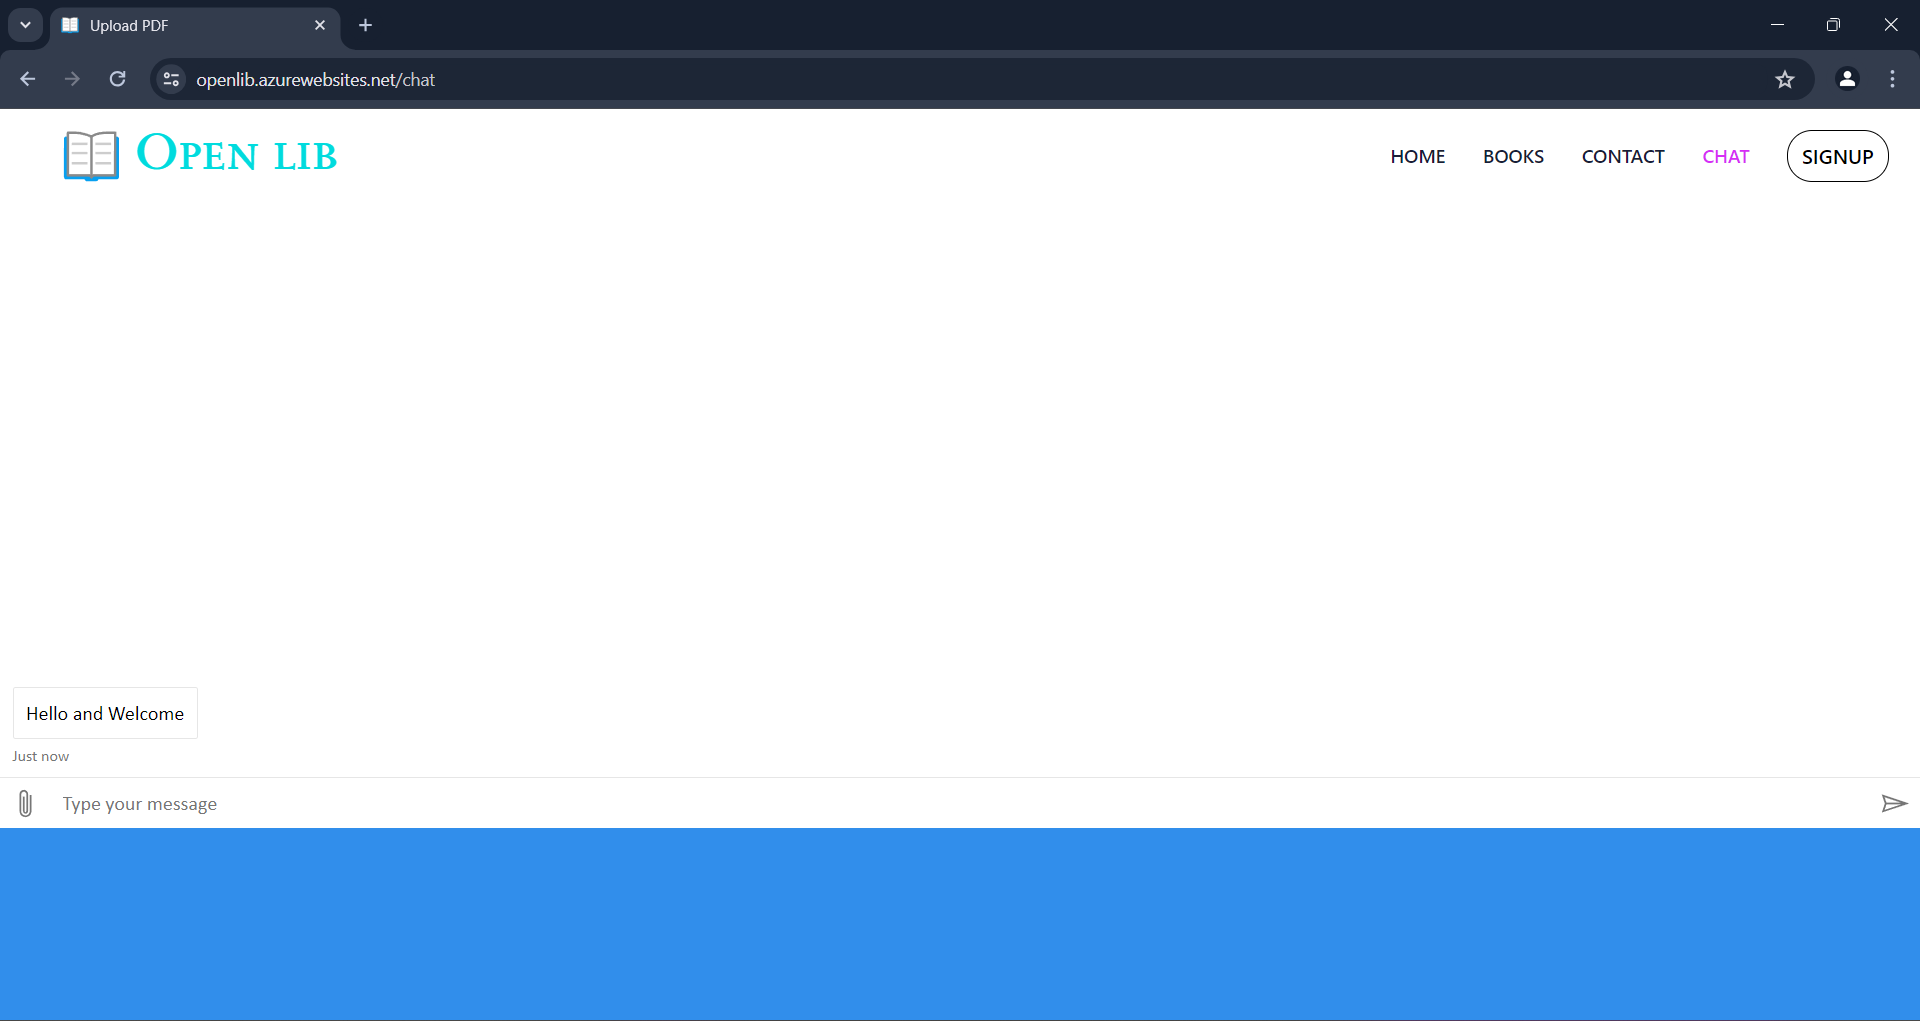 Upload PDF
openlib.azurewebsites.net/chat
OPEN LIB
HOME BOOKS CONTACT CHAT SIGNUP
Hello and Welcome
Just now
Type your message